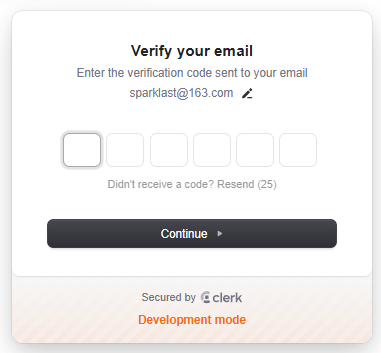 Verify your email
Enter the verification code sent to your email
sparklast@163.com
Didn't receive a code? Resend (25)
Continue
Secured by clerk
Development mode